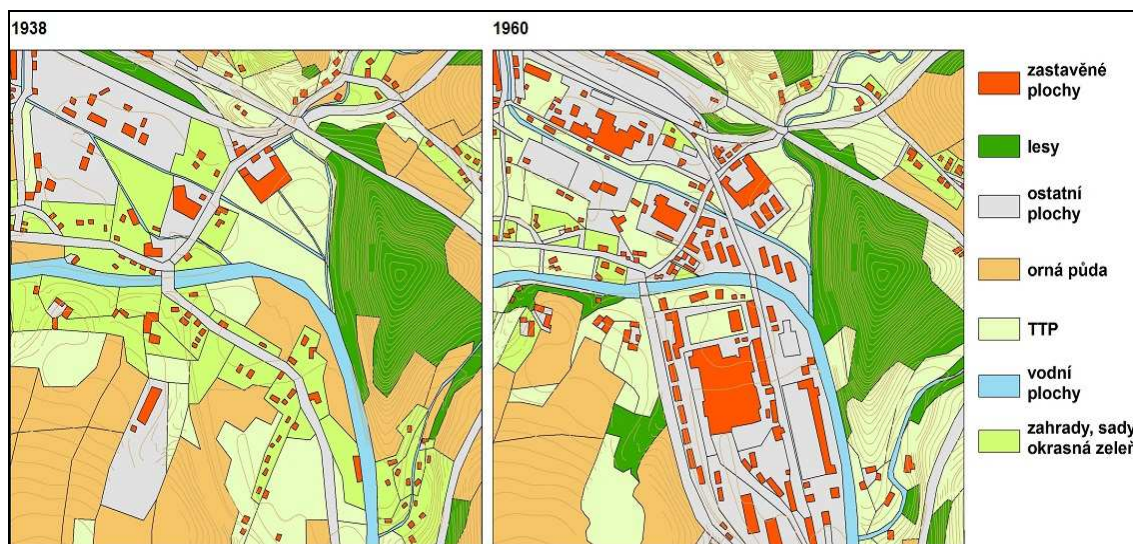 1938
1960
zastavěné
plochy
lesy
ostatní
plochy
orná půda
TTP
vodní
plochy
zahrady, sady
okrasná zeleň